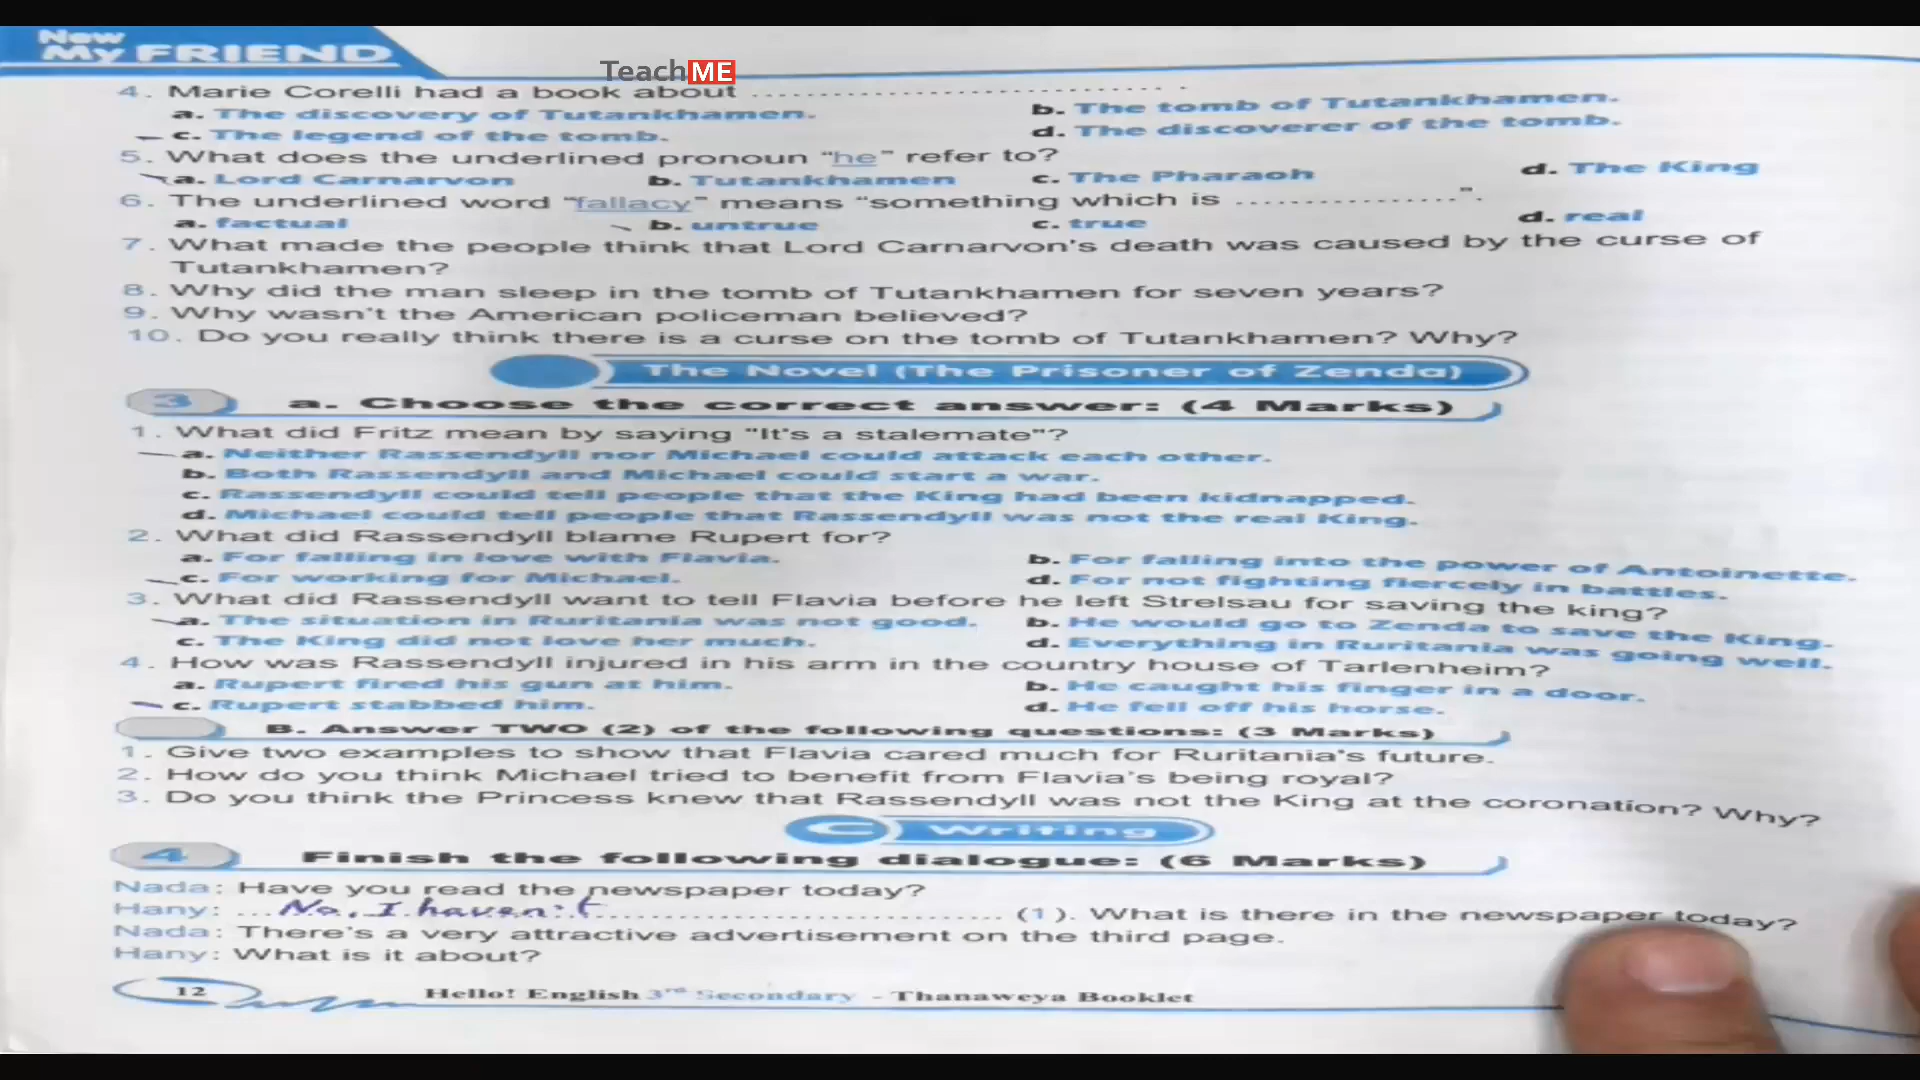 New
My FRIEND
TeachME
4. Marie Corelli had a book about ..............................
a. The discovery of Tutankhamen. b. The tomb of Tutankhamen.
c. The legend of the tomb. d. The discoverer of the tomb.
5. What does the underlined pronoun "he" refer to?
a. Lord Carnarvon b. Tutankhamen c. The Pharaoh d. The King
6. The underlined word "fallacy" means "something which is .................".
a. factual b. untrue c. true d. real
7. What made the people think that Lord Carnarvon's death was caused by the curse of
Tutankhamen?
8. Why did the man sleep in the tomb of Tutankhamen for seven years?
9. Why wasn't the American policeman believed?
10. Do you really think there is a curse on the tomb of Tutankhamen? Why?
The Novel (The Prisoner of Zenda)
3 a. Choose the correct answer: (4 Marks)
1. What did Fritz mean by saying "It's a stalemate"?
a. Neither Rassendyll nor Michael could attack each other.
b. Both Rassendyll and Michael could start a war.
c. Rassendyll could tell people that the King had been kidnapped.
d. Michael could tell people that Rassendyll was not the real King.
2. What did Rassendyll blame Rupert for?
a. For falling in love with Flavia. b. For falling into the power of Antoinette.
c. For working for Michael. d. For not fighting fiercely in battles.
3. What did Rassendyll want to tell Flavia before he left Strelsau for saving the king?
a. The situation in Ruritania was not good. b. He would go to Zenda to save the King.
c. The King did not love her much. d. Everything in Ruritania was going well.
4. How was Rassendyll injured in his arm in the country house of Tarlenheim?
a. Rupert fired his gun at him. b. He caught his finger in a door.
c. Rupert stabbed him. d. He fell off his horse.
B. Answer TWO (2) of the following questions: (3 Marks)
1. Give two examples to show that Flavia cared much for Ruritania's future.
2. How do you think Michael tried to benefit from Flavia's being royal?
3. Do you think the Princess knew that Rassendyll was not the King at the coronation? Why?
C Writing
4 Finish the following dialogue: (6 Marks)
Nada: Have you read the newspaper today?
Hany: ... No, I haven't .............................. (1). What is there in the newspaper today?
Nada: There's a very attractive advertisement on the third page.
Hany: What is it about?
12 Hello! English 3rd Secondary - Thanaweya Booklet